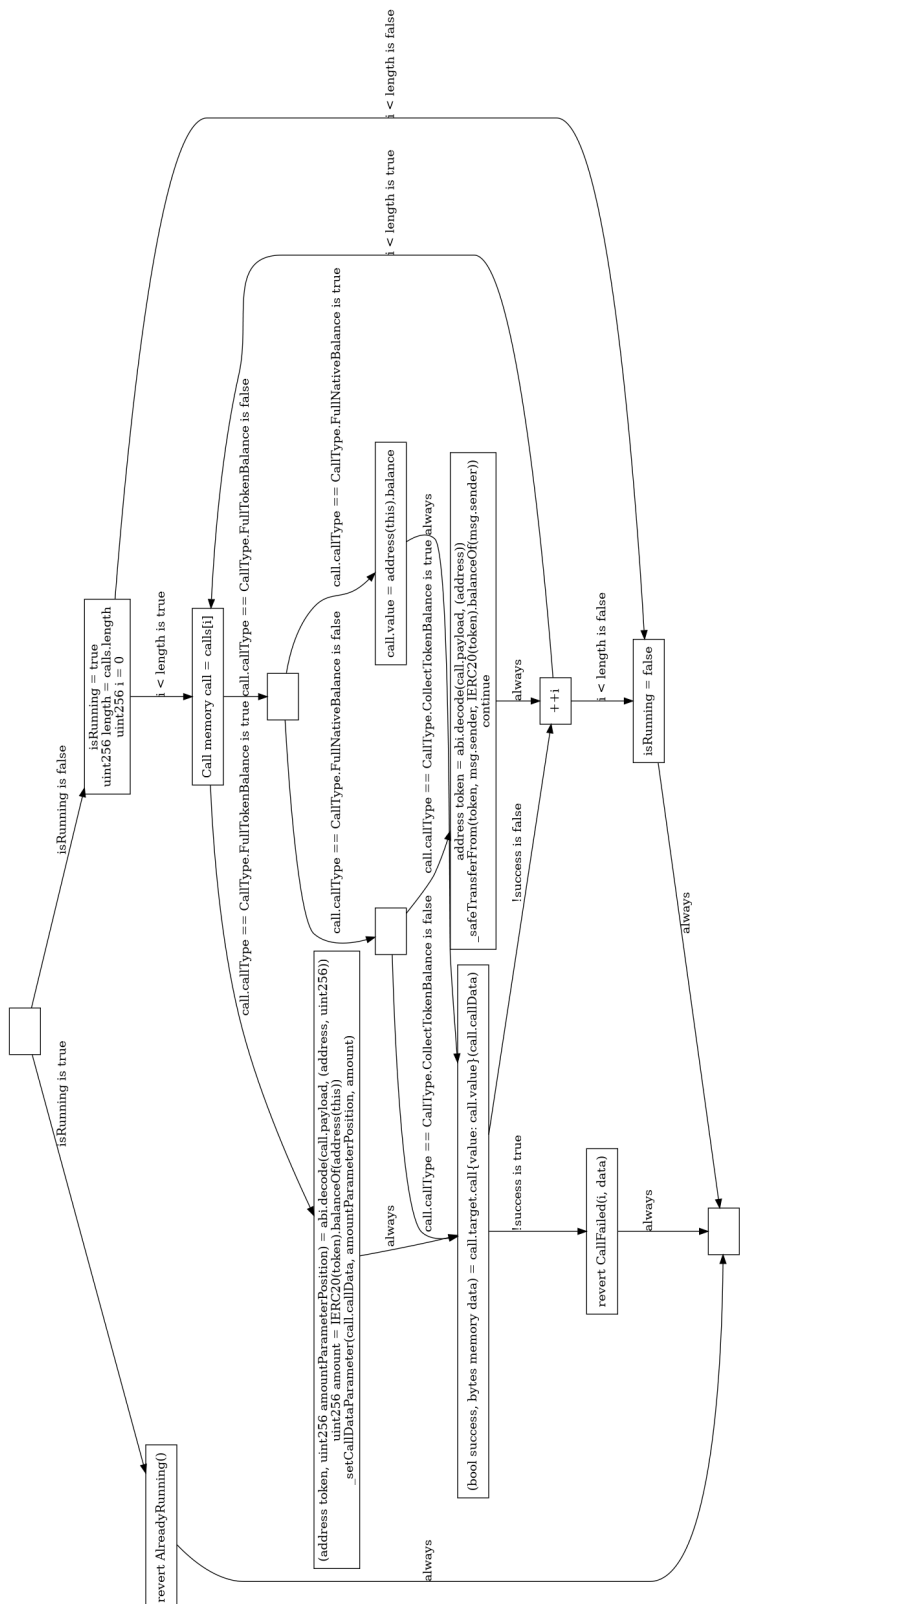 i < length is false
i < length is true
isRunning is false
isRunning is true
isRunning = true
uint256 length = calls.length
uint256 i = 0
i < length is true
Call memory call = calls[i]
call.callType == CallType.FullTokenBalance is false
call.callType == CallType.FullTokenBalance is true
call.callType == CallType.FullNativeBalance is true
call.callType == CallType.FullNativeBalance is false
call.value = address(this).balance
always
call.callType == CallType.CollectTokenBalance is true
call.callType == CallType.CollectTokenBalance is false
address token = abi.decode(call.payload, (address))
_safeTransferFrom(token, msg.sender, IERC20(token).balanceOf(msg.sender))
continue
always
(address token, uint256 amountParameterPosition) = abi.decode(call.payload, (address, uint256))
uint256 amount = IERC20(token).balanceOf(address(this))
_setCallDataParameter(call.callData, amountParameterPosition, amount)
always
(bool success, bytes memory data) = call.target.call{value: call.value}(call.callData)
!success is false
!success is true
++i
i < length is false
isRunning = false
always
revert CallFailed(i, data)
always
revert AlreadyRunning()
always